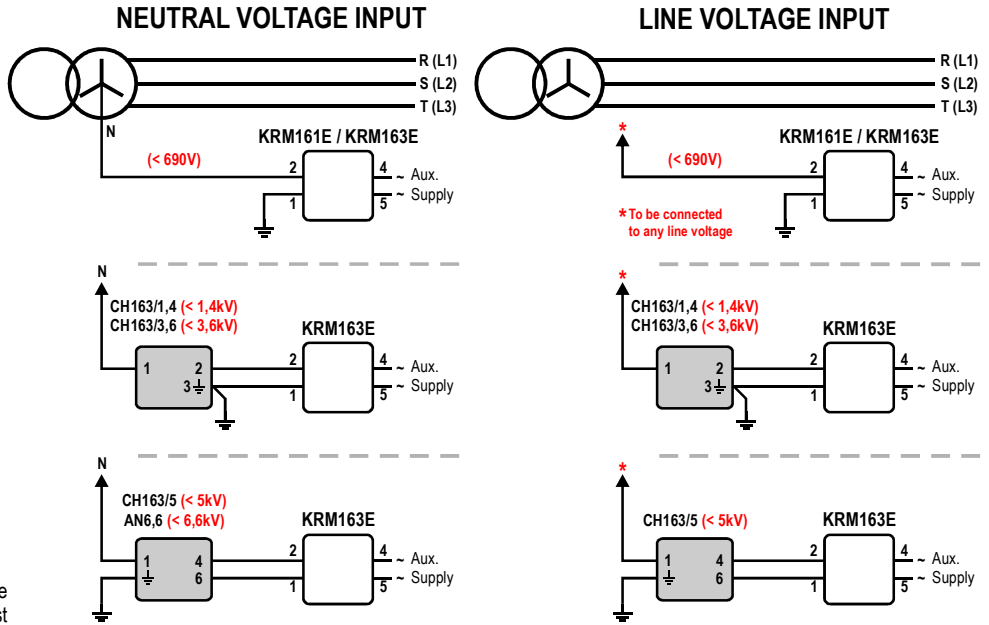 NEUTRAL VOLTAGE INPUT
R (L1)
S (L2)
T (L3)
N
KRM161E / KRM163E
(< 690V)
2
4
~ Aux.
~ Supply
1
5
N
CH163/1,4 (< 1,4kV)
CH163/3,6 (< 3,6kV)
KRM163E
1
2
3
2
4
~ Aux.
~ Supply
1
5
N
CH163/5 (< 5kV)
AN6,6 (< 6,6kV)
KRM163E
1
4
6
2
4
~ Aux.
~ Supply
1
5
e
st
LINE VOLTAGE INPUT
R (L1)
S (L2)
T (L3)
*
KRM161E / KRM163E
(< 690V)
2
4
~ Aux.
~ Supply
1
5
* To be connected
to any line voltage
*
CH163/1,4 (< 1,4kV)
CH163/3,6 (< 3,6kV)
KRM163E
1
2
3
2
4
~ Aux.
~ Supply
1
5
*
CH163/5 (< 5kV)
KRM163E
1
4
6
2
4
~ Aux.
~ Supply
1
5